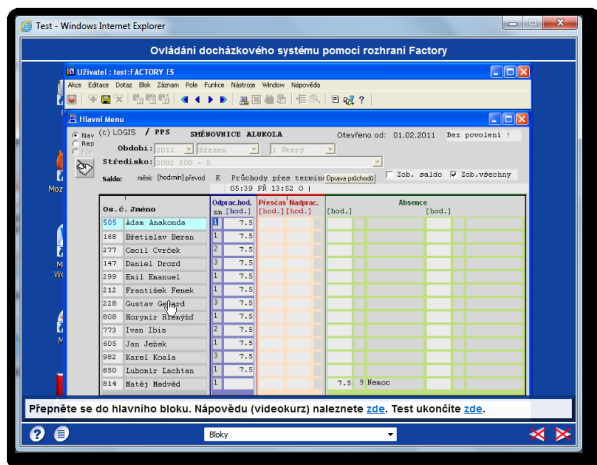 Test - Windows Internet Explorer
Ovládání docházkového systému pomocí rozhraní Factory
Uživatel : test:FACTORY ES
Akce Editace Dotaz Blok Záznam Pole Funkce Nástroje Window Nápověda
Hlavní Menu
Nav (c) LOGIS / PPS SMĚNOVNICE ALUKOLA Otevřeno od: 01.02.2011 Bez povolení !
Rep
Období: 2011 Březen 1 Úterý
Středisko: 2002 200 - D
Saldo: měsíc [hodmin] převod K Průchody přes termin Oprava průchodů Zob. saldo Zob.všechny
05:39 PŘ 13:52 O |
Odprac.hod. Přesčas Nadprac. Absence
Os.č. Jméno sm [hod.] [hod.] [hod.] [hod.] [hod.]
505 Adam Anakonda 1 7.5
168 Břetislav Beran 1 7.5
277 Cecil Cvrček 2 7.5
147 Daniel Drozd 3 7.5
299 Emil Emanuel 1 7.5
212 František Fenek 1 7.5
228 Gustav Gepard 3 7.5
808 Horymír Hlemýžď 1 7.5
773 Ivan Ibis 2 7.5
605 Jan Ježek 1 7.5
982 Karel Koala 3 7.5
850 Lubomír Lachtan 1 7.5
814 Matěj Medvěd 1 7.5 9 Nemoc
Přepněte se do hlavního bloku. Nápovědu (videokurz) naleznete zde. Test ukončíte zde.
Bloky